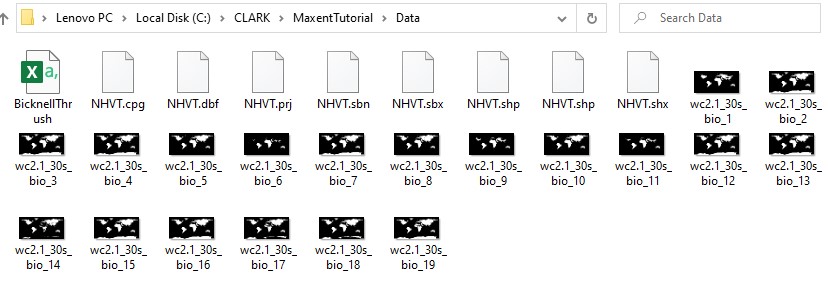 Lenovo PC > Local Disk (C:) > CLARK > MaxentTutorial > Data
Search Data
a,
BicknellThrush
NHVT.cpg
NHVT.dbf
NHVT.prj
NHVT.sbn
NHVT.sbx
NHVT.shp
NHVT.shp
NHVT.shx
wc2.1_30s_bio_1
wc2.1_30s_bio_2
wc2.1_30s_bio_3
wc2.1_30s_bio_4
wc2.1_30s_bio_5
wc2.1_30s_bio_6
wc2.1_30s_bio_7
wc2.1_30s_bio_8
wc2.1_30s_bio_9
wc2.1_30s_bio_10
wc2.1_30s_bio_11
wc2.1_30s_bio_12
wc2.1_30s_bio_13
wc2.1_30s_bio_14
wc2.1_30s_bio_15
wc2.1_30s_bio_16
wc2.1_30s_bio_17
wc2.1_30s_bio_18
wc2.1_30s_bio_19